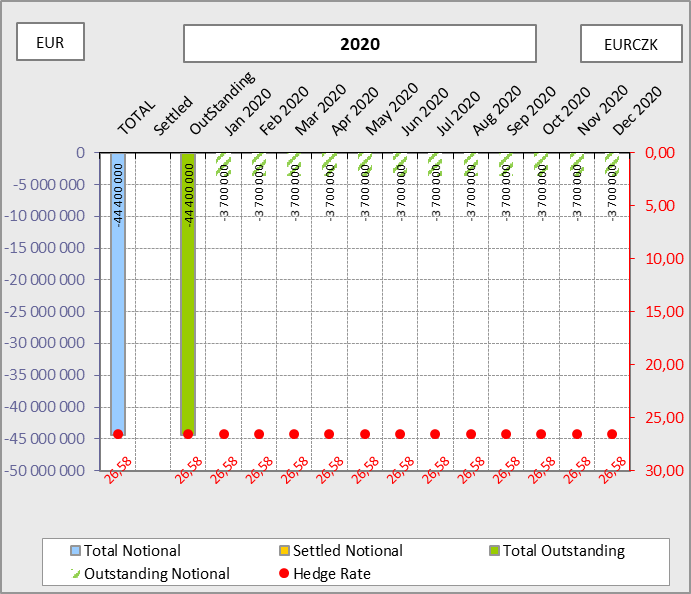 EUR
2020
EURCZK
TOTAL
Settled
OutStanding
Jan 2020
Feb 2020
Mar 2020
Apr 2020
May 2020
Jun 2020
Jul 2020
Aug 2020
Sep 2020
Oct 2020
Nov 2020
Dec 2020
0
-5 000 000
-10 000 000
-15 000 000
-20 000 000
-25 000 000
-30 000 000
-35 000 000
-40 000 000
-45 000 000
-50 000 000
-44 400 000
-44 400 000
-3 700 000
-3 700 000
-3 700 000
-3 700 000
-3 700 000
-3 700 000
-3 700 000
-3 700 000
-3 700 000
-3 700 000
-3 700 000
-3 700 000
0,00
5,00
10,00
15,00
20,00
25,00
30,00
26,58
26,58
26,58
26,58
26,58
26,58
26,58
26,58
26,58
26,58
26,58
26,58
26,58
26,58
Total Notional
Settled Notional
Total Outstanding
Outstanding Notional
Hedge Rate